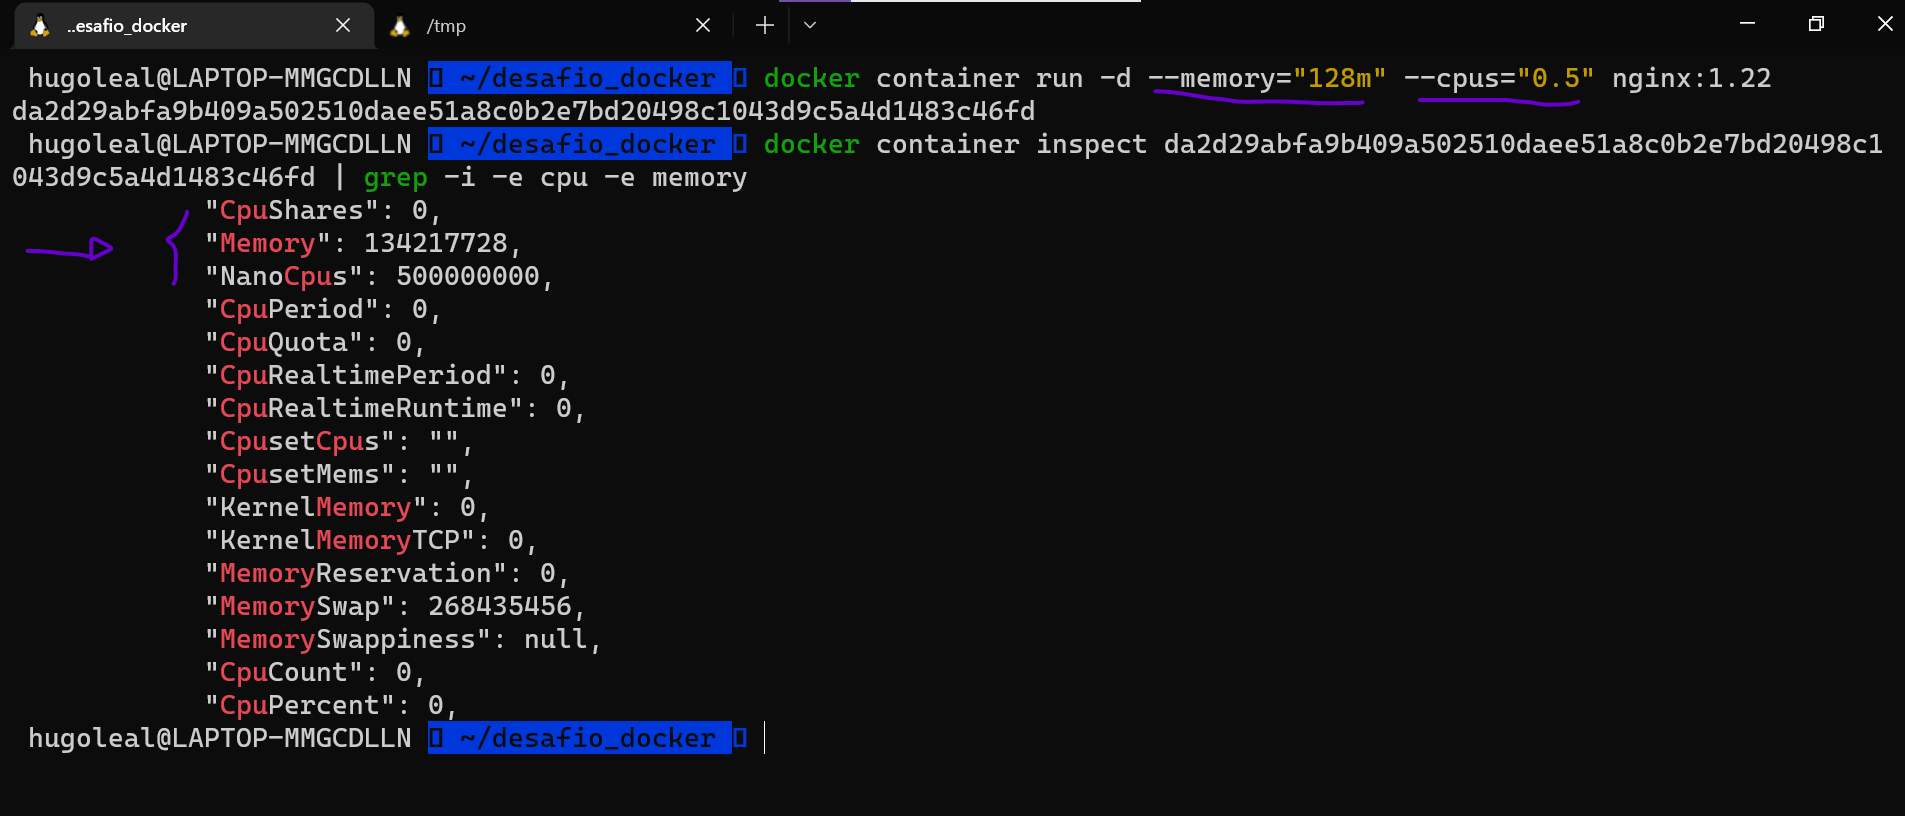 ..esafio_docker
/tmp
hugoleal@LAPTOP-MMGCDLLN ~/desafio_docker docker container run -d --memory="128m" --cpus="0.5" nginx:1.22
da2d29abfa9b409a502510daee51a8c0b2e7bd20498c1043d9c5a4d1483c46fd
hugoleal@LAPTOP-MMGCDLLN ~/desafio_docker docker container inspect da2d29abfa9b409a502510daee51a8c0b2e7bd20498c1
043d9c5a4d1483c46fd | grep -i -e cpu -e memory
"CpuShares": 0,
"Memory": 134217728,
"NanoCpus": 500000000,
"CpuPeriod": 0,
"CpuQuota": 0,
"CpuRealtimePeriod": 0,
"CpuRealtimeRuntime": 0,
"CpusetCpus": "",
"CpusetMems": "",
"KernelMemory": 0,
"KernelMemoryTCP": 0,
"MemoryReservation": 0,
"MemorySwap": 268435456,
"MemorySwappiness": null,
"CpuCount": 0,
"CpuPercent": 0,
hugoleal@LAPTOP-MMGCDLLN ~/desafio_docker